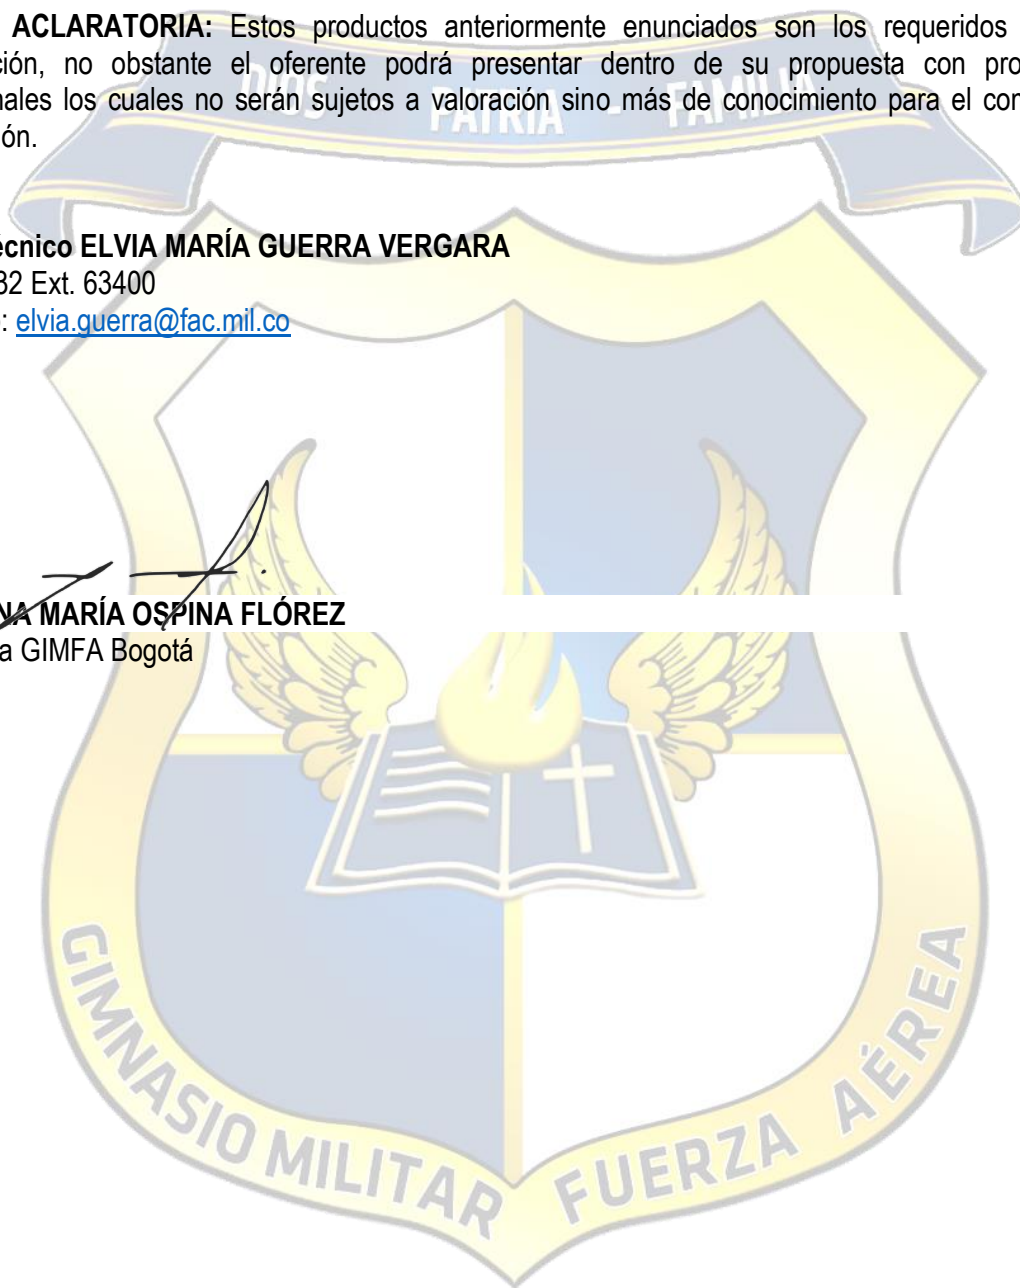 ACLARATORIA: Estos productos anteriormente enunciados son los requeridos
ción, no obstante el oferente podrá presentar dentro de su propuesta con pro
nales los cuales no serán sujetos a valoración sino más de conocimiento para el con
ón.
DIOS PATRIA - FAMILIA
écnico ELVIA MARÍA GUERRA VERGARA
32 Ext. 63400
: elvia.guerra@fac.mil.co
NA MARÍA OSPINA FLÓREZ
a GIMFA Bogotá
GIMNASIO MILITAR FUERZA AÉREA